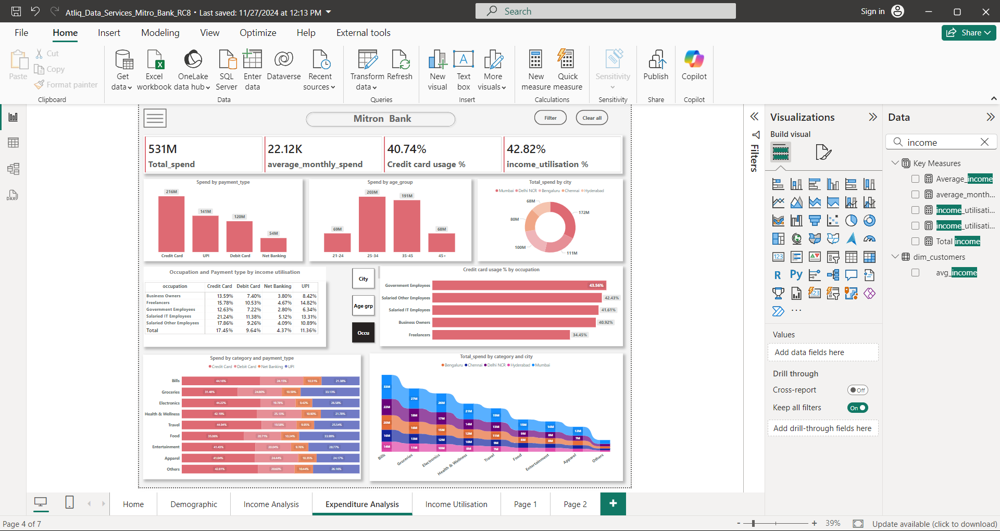 Atliq_Data_Services_Mitro_Bank_RC8 • Last saved: 11/27/2024 at 12:13 PM
Search
Sign in
File Home Insert Modeling View Optimize Help External tools
Share
Paste
Cut
Copy
Format painter
Clipboard
Get data
Excel workbook
OneLake data hub
SQL Server
Enter data
Dataverse
Recent sources
Data
Transform data
Refresh
Queries
New visual
Text box
More visuals
Insert
New measure
Quick measure
Calculations
Sensitivity
Sensitivity
Publish
Share
Copilot
Copilot
Mitron Bank
Filter
Clear all
531M
Total_spend
22.12K
average_monthly_spend
40.74%
Credit card usage %
42.82%
income_utilisation %
Spend by payment_type
216M
141M
120M
54M
Credit Card UPI Debit Card Net Banking
Spend by age_group
69M
203M
191M
68M
21-24 25-34 35-45 45+
Total_spend by city
Mumbai Delhi NCR Bengaluru Chennai Hyderabad
68M
172M
80M
100M
111M
Occupation and Payment type by income utilisation
occupation Credit Card Debit Card Net Banking UPI
Business Owners 13.59% 7.40% 3.80% 8.42%
Freelancers 15.78% 10.53% 4.67% 14.82%
Government Employees 12.63% 7.22% 2.80% 6.34%
Salaried IT Employees 21.24% 11.38% 5.12% 13.31%
Salaried Other Employees 17.86% 9.26% 4.09% 10.89%
Total 17.45% 9.64% 4.37% 11.36%
City
Age grp
Occu
Credit card usage % by occupation
Government Employees 43.56%
Salaried Other Employees 42.43%
Salaried IT Employees 41.61%
Business Owners 40.92%
Freelancers 34.45%
Spend by category and payment_type
Credit Card Debit Card Net Banking UPI
Bills 44.16% 24.15% 10.31% 21.38%
Groceries 31.48% 24.80% 10.59% 33.13%
Electronics 44.22% 19.78% 9.42% 26.58%
Health & Wellness 42.19% 25.13% 10.90% 21.78%
Travel 44.94% 19.58% 9.95% 25.54%
Food 35.06% 20.71% 10.24% 33.99%
Entertainment 41.43% 20.04% 9.76% 28.77%
Apparel 41.04% 24.44% 10.35% 24.17%
Others 42.81% 20.60% 10.44% 26.16%
Total_spend by category and city
Bengaluru Chennai Delhi NCR Hyderabad Mumbai
33M 22M 20M 16M 14M
27M 18M 16M 13M 11M
26M 17M 15M 12M 10M
21M 14M 12M 10M 8M
19M 13M 11M 9M 7M
15M 9M 8M
14M 8M 8M
12M 7M
Bills Groceries Electronics Health & Wellness Travel Food Entertainment Apparel Others
Filters
Visualizations
Build visual
123
R Py
123
...
Values
Add data fields here
Drill through
Cross-report
Off
Keep all filters
On
Add drill-through fields here
Data
income
Key Measures
Average_income
average_month...
income_utilisati...
income_utilisati...
Total income
dim_customers
avg_income
DAX
Home Demographic Income Analysis Expenditure Analysis Income Utilisation Page 1 Page 2 +
Page 4 of 7
- + 39%
Update available (click to download)